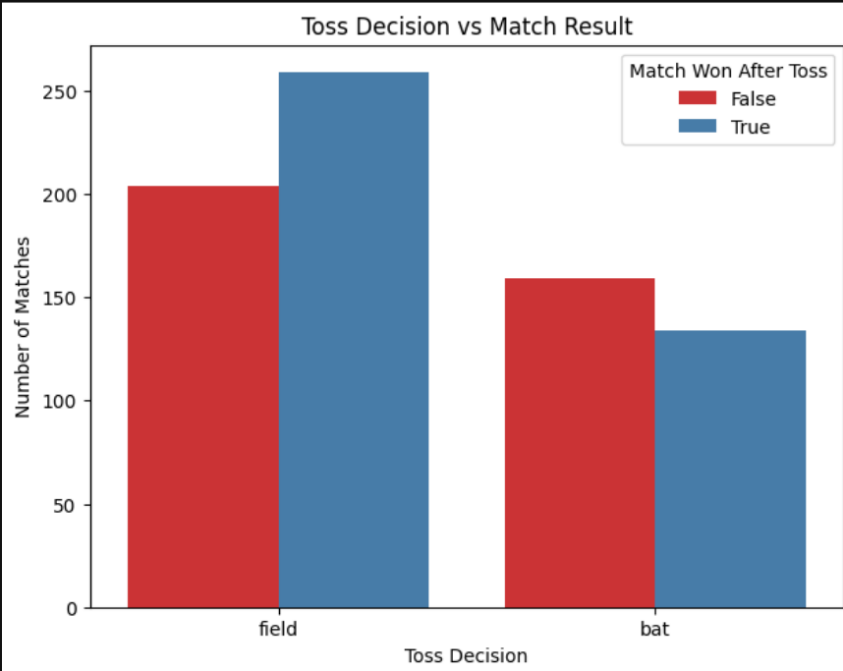 Toss Decision vs Match Result
Match Won After Toss
False
True
Number of Matches
250
200
150
100
50
0
field
bat
Toss Decision